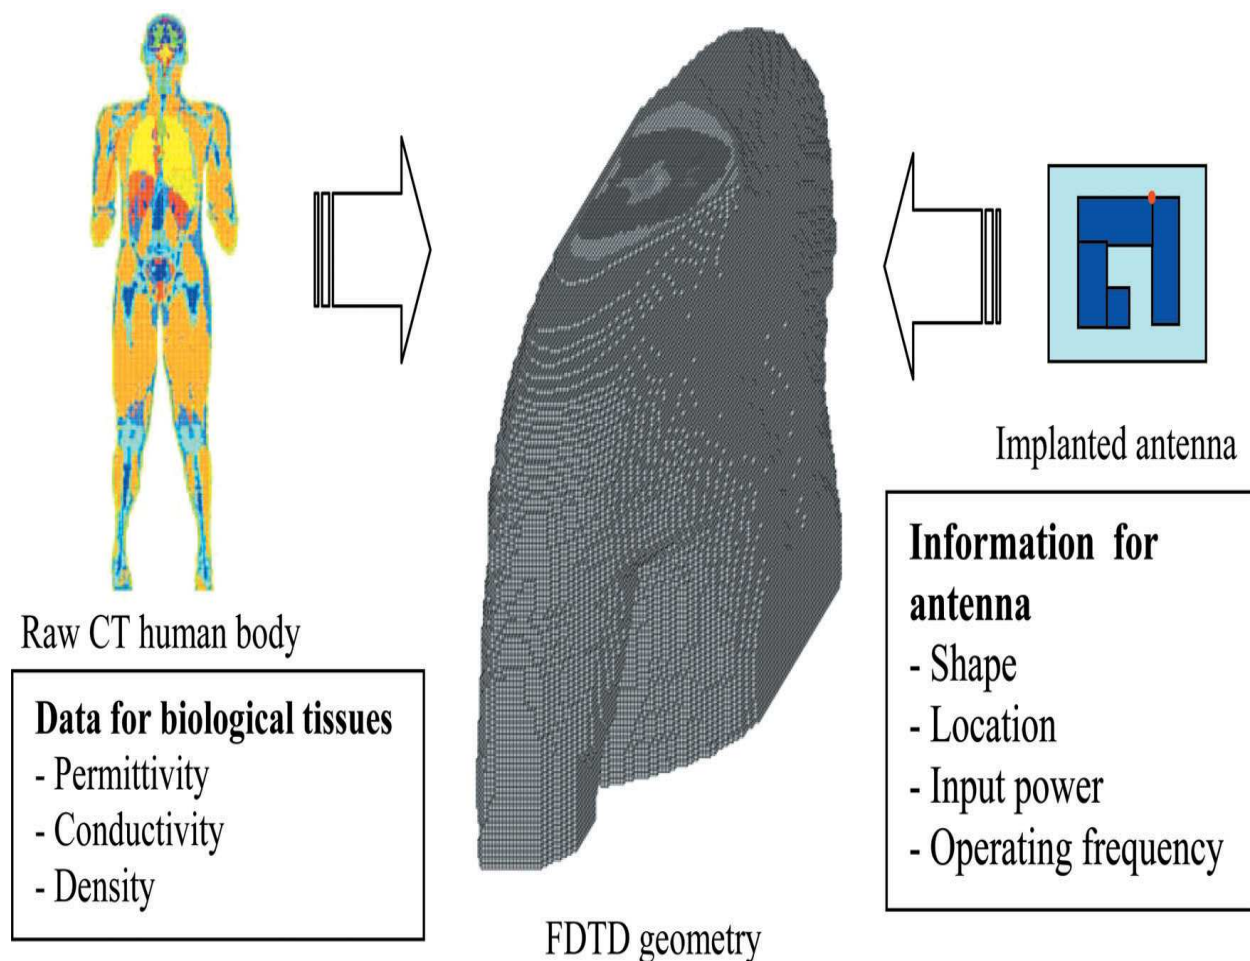 Raw CT human body
Data for biological tissues
- Permittivity
- Conductivity
- Density
FDTD geometry
Implanted antenna
Information for
antenna
- Shape
- Location
- Input power
- Operating frequency